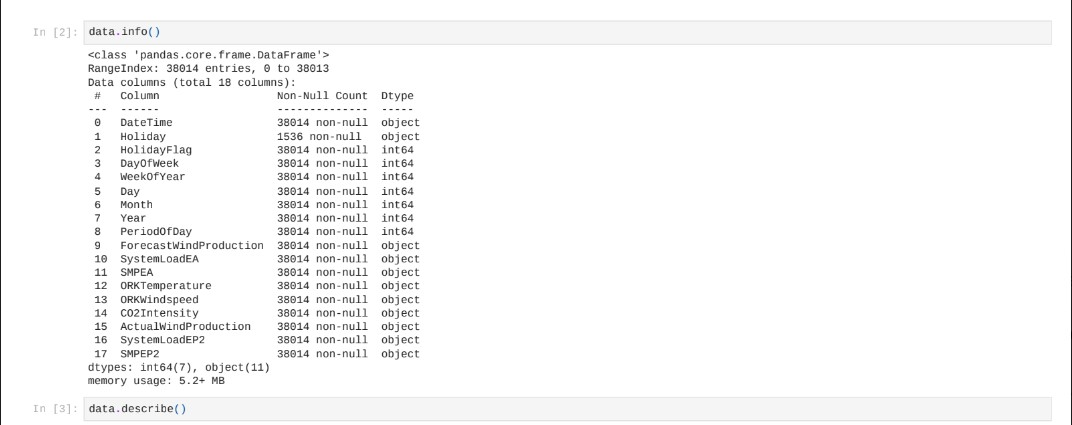 In [2]: data.info()
<class 'pandas.core.frame.DataFrame'>
RangeIndex: 38014 entries, 0 to 38013
Data columns (total 18 columns):
 #   Column                  Non-Null Count  Dtype
---  ------                  --------------  -----
 0   DateTime                38014 non-null  object
 1   Holiday                 1536 non-null   object
 2   HolidayFlag             38014 non-null  int64
 3   DayOfWeek               38014 non-null  int64
 4   WeekOfYear              38014 non-null  int64
 5   Day                     38014 non-null  int64
 6   Month                   38014 non-null  int64
 7   Year                    38014 non-null  int64
 8   PeriodOfDay             38014 non-null  int64
 9   ForecastWindProduction  38014 non-null  object
 10  SystemLoadEA            38014 non-null  object
 11  SMPEA                   38014 non-null  object
 12  ORKTemperature          38014 non-null  object
 13  ORKWindspeed            38014 non-null  object
 14  CO2Intensity            38014 non-null  object
 15  ActualWindProduction    38014 non-null  object
 16  SystemLoadEP2           38014 non-null  object
 17  SMPEP2                  38014 non-null  object
dtypes: int64(7), object(11)
memory usage: 5.2+ MB
In [3]: data.describe()